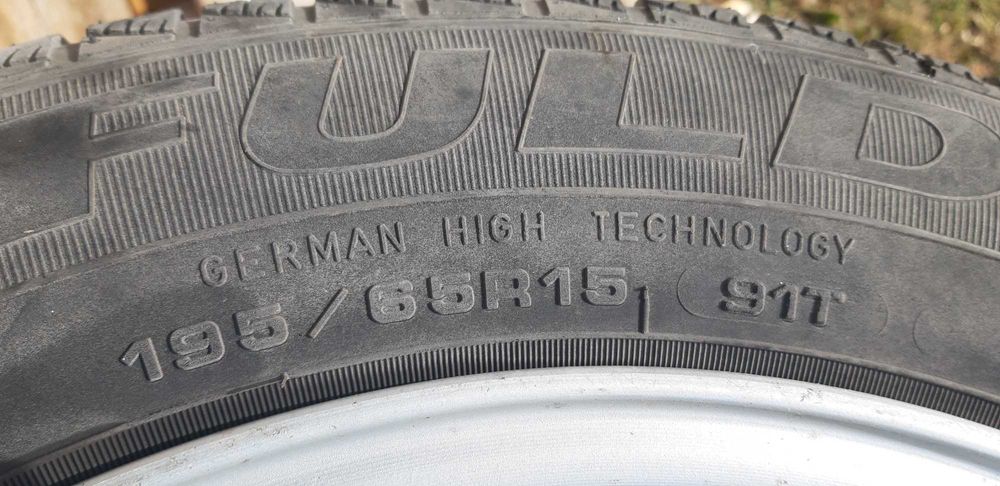 FULD
GERMAN HIGH TECHNOLOGY
195/65R15 91T